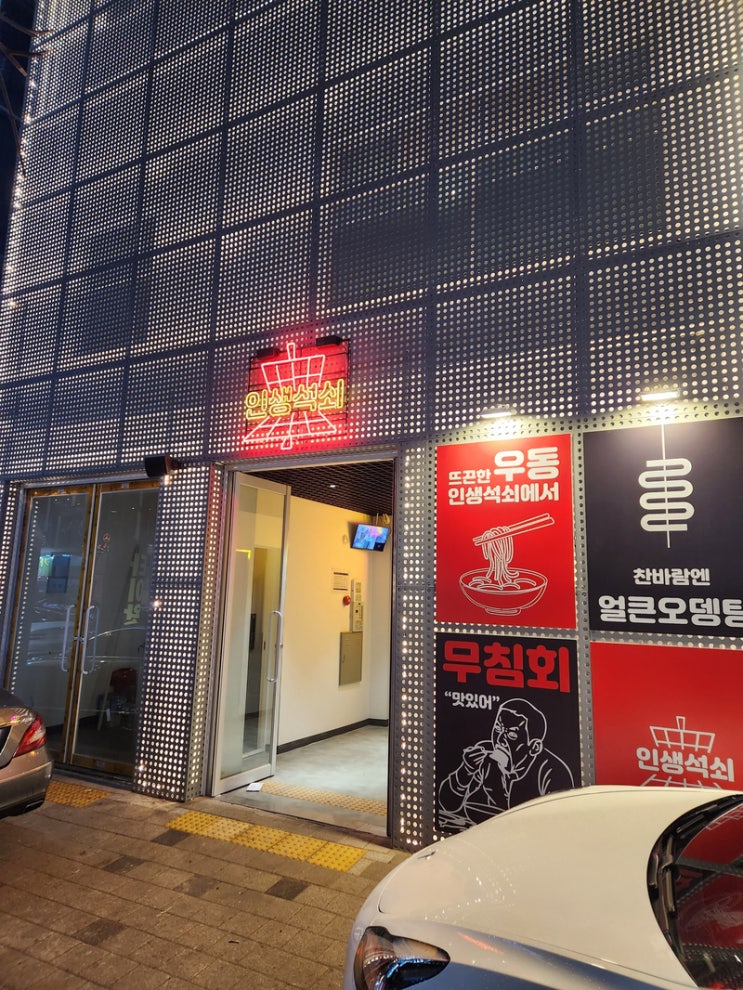 인생석쇠
뜨끈한 우동
인생석쇠에서
찬바람엔
얼큰오뎅탕
무침회
“맛있어”
인생석쇠